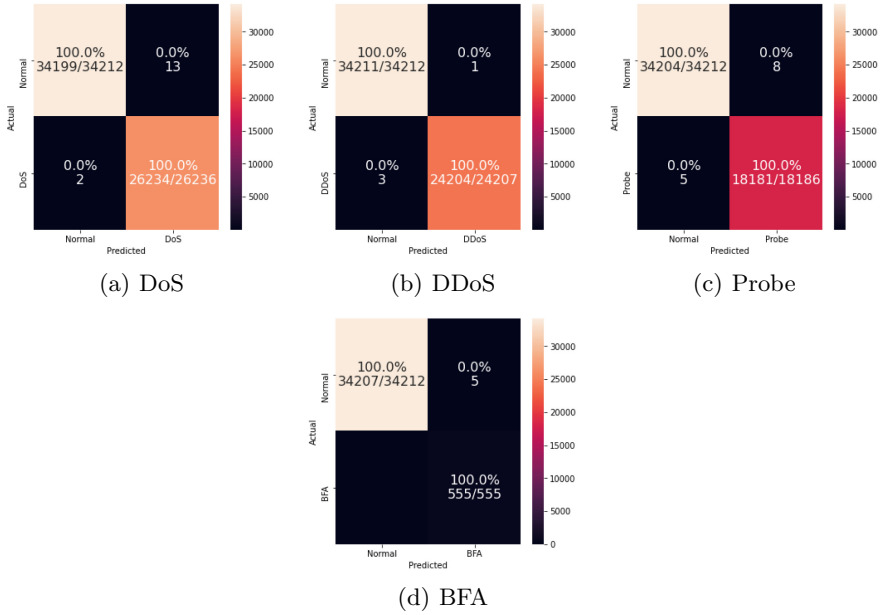 100.0%
34199/34212
0.0%
13
0.0%
2
100.0%
26234/26236
Normal
DoS
Actual
Normal
DoS
Predicted
30000
25000
20000
15000
10000
5000
(a) DoS
100.0%
34211/34212
0.0%
1
0.0%
3
100.0%
24204/24207
Normal
DDoS
Actual
Normal
DDoS
Predicted
30000
25000
20000
15000
10000
5000
(b) DDoS
100.0%
34204/34212
0.0%
8
0.0%
5
100.0%
18181/18186
Normal
Probe
Actual
Normal
Probe
Predicted
30000
25000
20000
15000
10000
5000
(c) Probe
100.0%
34207/34212
0.0%
5
100.0%
555/555
Normal
BFA
Actual
Normal
BFA
Predicted
30000
25000
20000
15000
10000
5000
0
(d) BFA